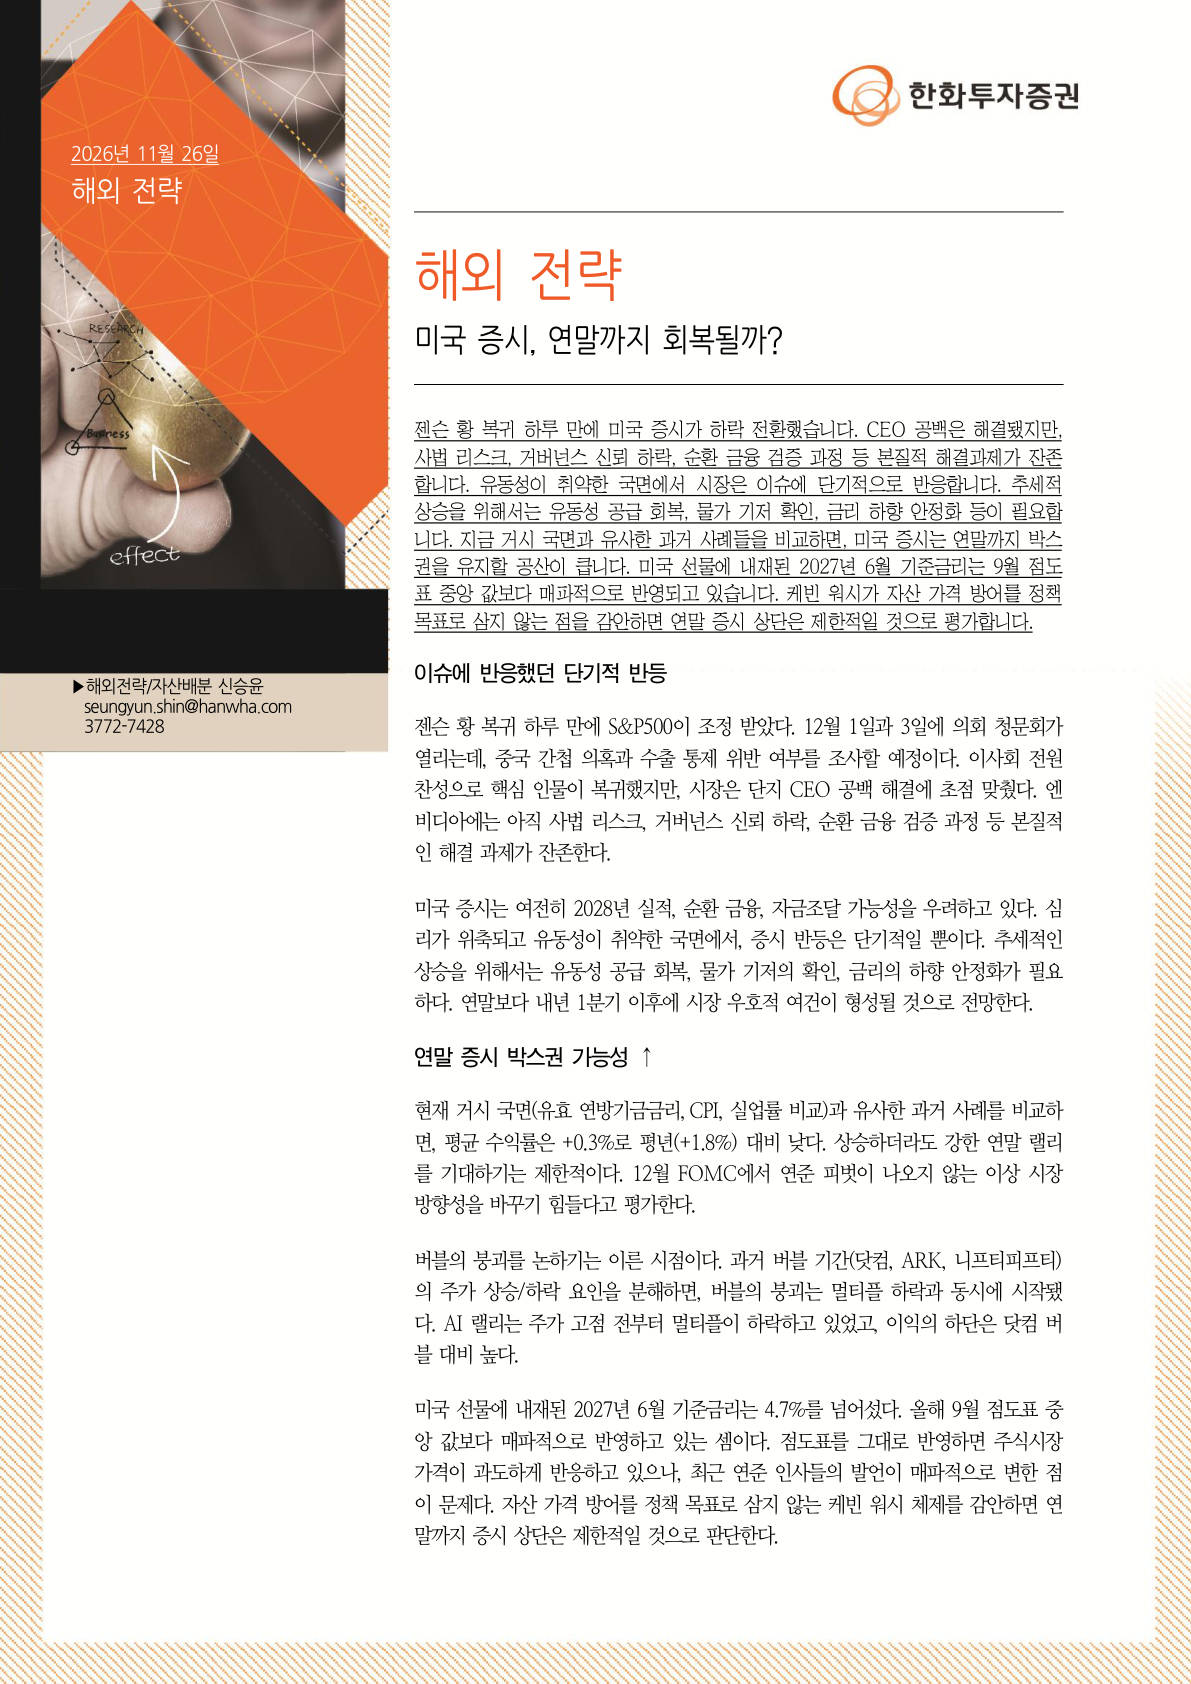 한화투자증권
2026년 11월 26일
해외 전략
RESEARCH
Business
effect
▶해외전략/자산배분 신승윤
seungyun.shin@hanwha.com
3772-7428
해외 전략
미국 증시, 연말까지 회복될까?
젠슨 황 복귀 하루 만에 미국 증시가 하락 전환했습니다. CEO 공백은 해결됐지만,
사법 리스크, 거버넌스 신뢰 하락, 순환 금융 검증 과정 등 본질적 해결과제가 잔존
합니다. 유동성이 취약한 국면에서 시장은 이슈에 단기적으로 반응합니다. 추세적
상승을 위해서는 유동성 공급 회복, 물가 기저 확인, 금리 하향 안정화 등이 필요합
니다. 지금 거시 국면과 유사한 과거 사례들을 비교하면, 미국 증시는 연말까지 박스
권을 유지할 공산이 큽니다. 미국 선물에 내재된 2027년 6월 기준금리는 9월 점도
표 중앙 값보다 매파적으로 반영되고 있습니다. 케빈 워시가 자산 가격 방어를 정책
목표로 삼지 않는 점을 감안하면 연말 증시 상단은 제한적일 것으로 평가합니다.
이슈에 반응했던 단기적 반등
젠슨 황 복귀 하루 만에 S&P500이 조정 받았다. 12월 1일과 3일에 의회 청문회가
열리는데, 중국 간첩 의혹과 수출 통제 위반 여부를 조사할 예정이다. 이사회 전원
찬성으로 핵심 인물이 복귀했지만, 시장은 단지 CEO 공백 해결에 초점 맞췄다. 엔
비디아에는 아직 사법 리스크, 거버넌스 신뢰 하락, 순환 금융 검증 과정 등 본질적
인 해결 과제가 잔존한다.
미국 증시는 여전히 2028년 실적, 순환 금융, 자금조달 가능성을 우려하고 있다. 심
리가 위축되고 유동성이 취약한 국면에서, 증시 반등은 단기적일 뿐이다. 추세적인
상승을 위해서는 유동성 공급 회복, 물가 기저의 확인, 금리의 하향 안정화가 필요
하다. 연말보다 내년 1분기 이후에 시장 우호적 여건이 형성될 것으로 전망한다.
연말 증시 박스권 가능성 ↑
현재 거시 국면(유효 연방기금금리, CPI, 실업률 비교)과 유사한 과거 사례를 비교하
면, 평균 수익률은 +0.3%로 평년(+1.8%) 대비 낮다. 상승하더라도 강한 연말 랠리
를 기대하기는 제한적이다. 12월 FOMC에서 연준 피벗이 나오지 않는 이상 시장
방향성을 바꾸기 힘들다고 평가한다.
버블의 붕괴를 논하기는 이른 시점이다. 과거 버블 기간(닷컴, ARK, 니프티피프티)
의 주가 상승/하락 요인을 분해하면, 버블의 붕괴는 멀티플 하락과 동시에 시작됐
다. AI 랠리는 주가 고점 전부터 멀티플이 하락하고 있었고, 이익의 하단은 닷컴 버
블 대비 높다.
미국 선물에 내재된 2027년 6월 기준금리는 4.7%를 넘어섰다. 올해 9월 점도표 중
앙 값보다 매파적으로 반영하고 있는 셈이다. 점도표를 그대로 반영하면 주식시장
가격이 과도하게 반응하고 있으나, 최근 연준 인사들의 발언이 매파적으로 변한 점
이 문제다. 자산 가격 방어를 정책 목표로 삼지 않는 케빈 워시 체제를 감안하면 연
말까지 증시 상단은 제한적일 것으로 판단한다.